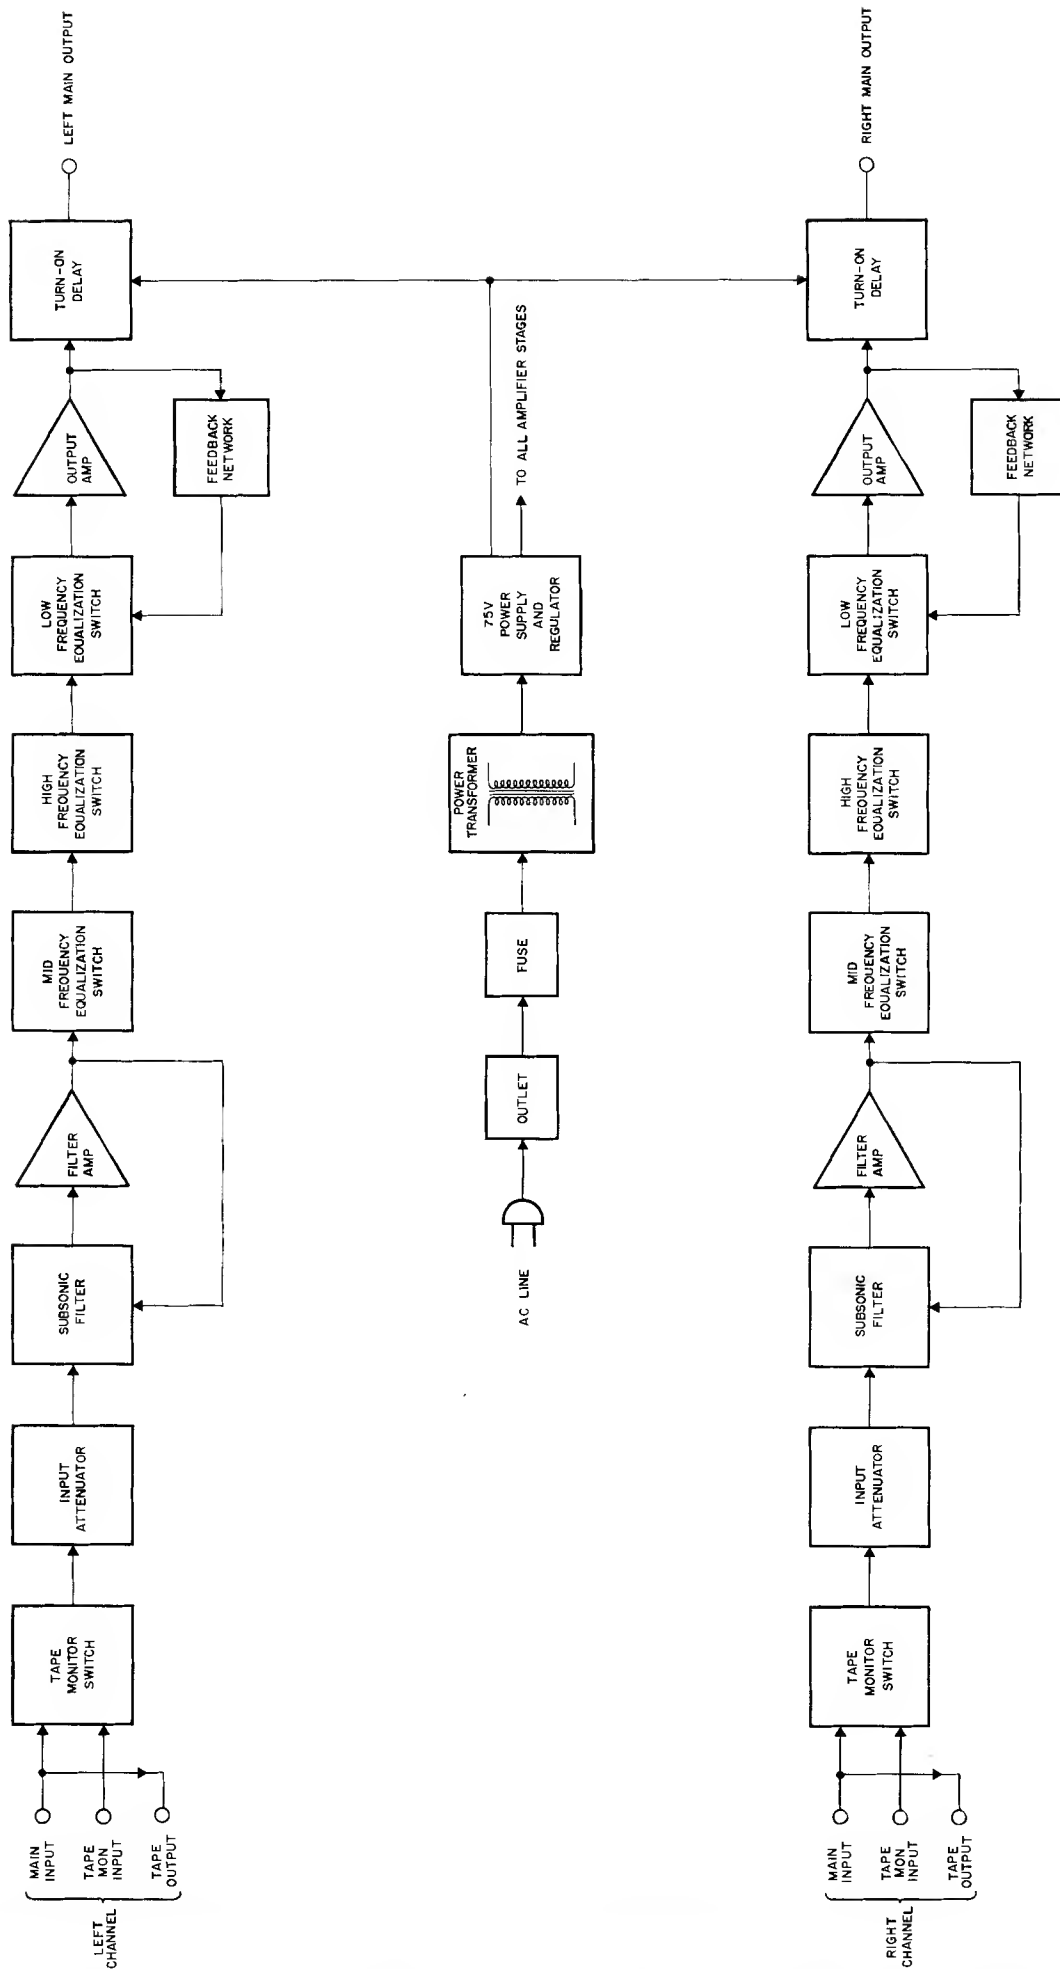 LEFT
CHANNEL
MAIN
INPUT
TAPE
MON
INPUT
TAPE
OUTPUT
TAPE
MONITOR
SWITCH
INPUT
ATTENUATOR
SUBSONIC
FILTER
FILTER
AMP
MID
FREQUENCY
EQUALIZATION
SWITCH
HIGH
FREQUENCY
EQUALIZATION
SWITCH
LOW
FREQUENCY
EQUALIZATION
SWITCH
OUTPUT
AMP
FEEDBACK
NETWORK
TURN-ON
DELAY
LEFT MAIN OUTPUT
AC LINE
OUTLET
FUSE
POWER
TRANSFORMER
75V
POWER
SUPPLY
AND
REGULATOR
TO ALL AMPLIFIER STAGES
RIGHT
CHANNEL
MAIN
INPUT
TAPE
MON
INPUT
TAPE
OUTPUT
TAPE
MONITOR
SWITCH
INPUT
ATTENUATOR
SUBSONIC
FILTER
FILTER
AMP
MID
FREQUENCY
EQUALIZATION
SWITCH
HIGH
FREQUENCY
EQUALIZATION
SWITCH
LOW
FREQUENCY
EQUALIZATION
SWITCH
OUTPUT
AMP
FEEDBACK
NETWORK
TURN-ON
DELAY
RIGHT MAIN OUTPUT